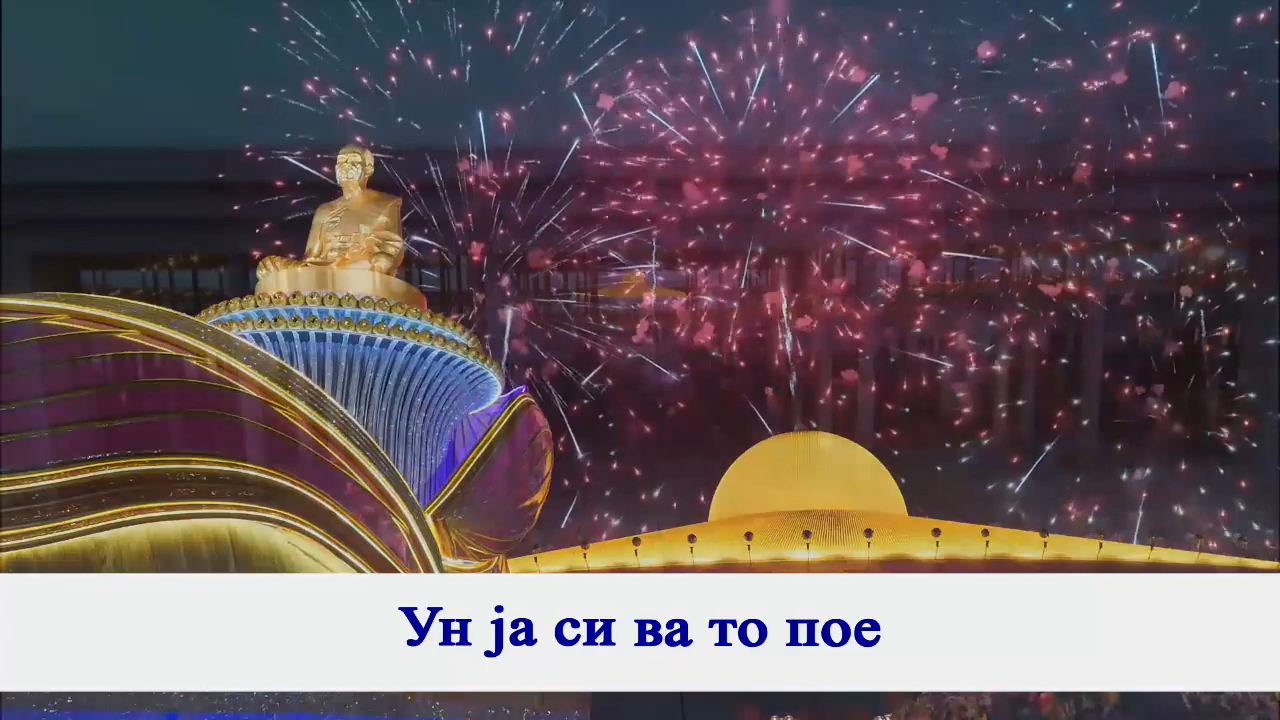 Ун ја си ва то пое